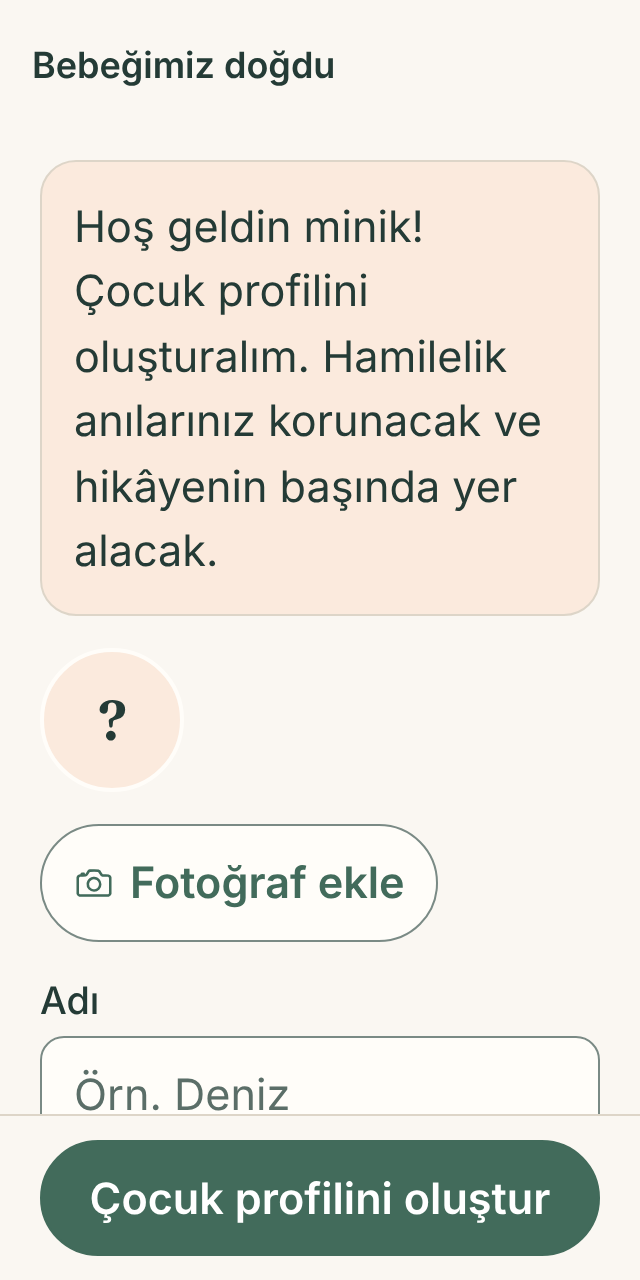 Bebeğimiz doğdu
Hoş geldin minik!
Çocuk profilini
oluşturalım. Hamilelik
anılarınız korunacak ve
hikâyenin başında yer
alacak.
?
Fotoğraf ekle
Adı
Örn. Deniz
Çocuk profilini oluştur